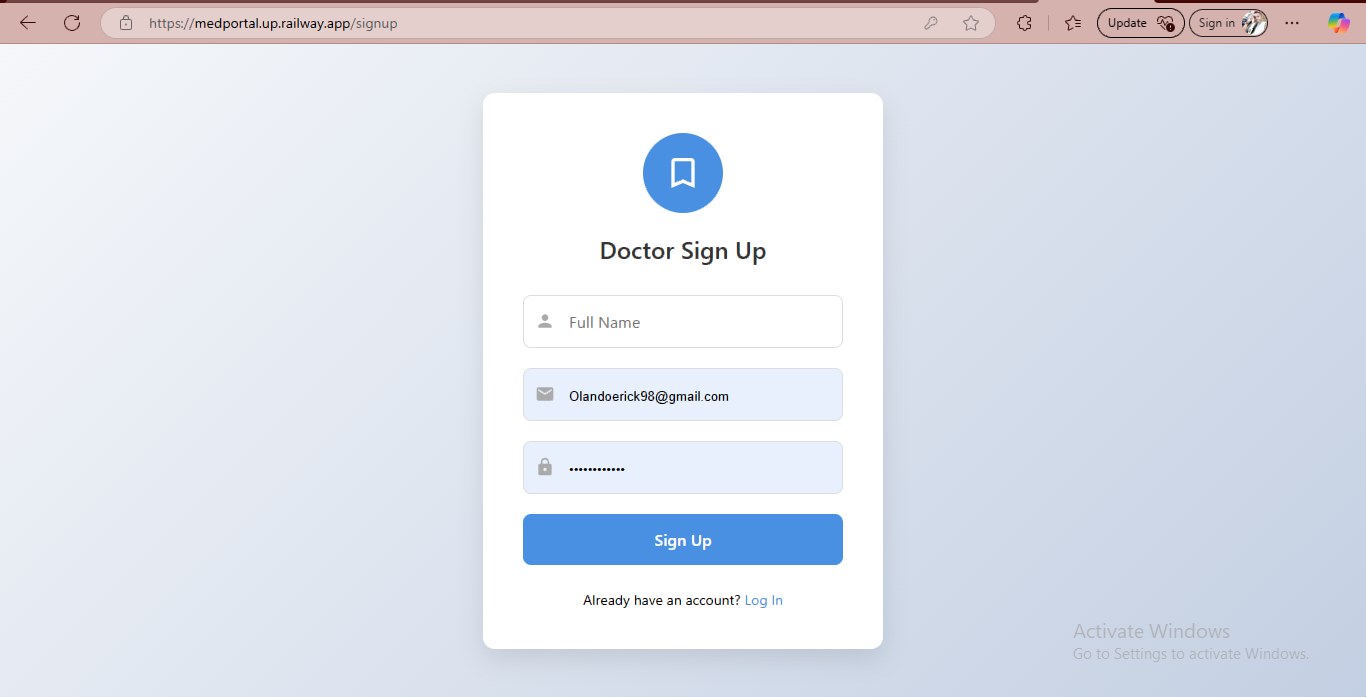 https://medportal.up.railway.app/signup
Update
Sign in
Doctor Sign Up
Full Name
Olandoerick98@gmail.com
••••••••••••
Sign Up
Already have an account? Log In
Activate Windows
Go to Settings to activate Windows.